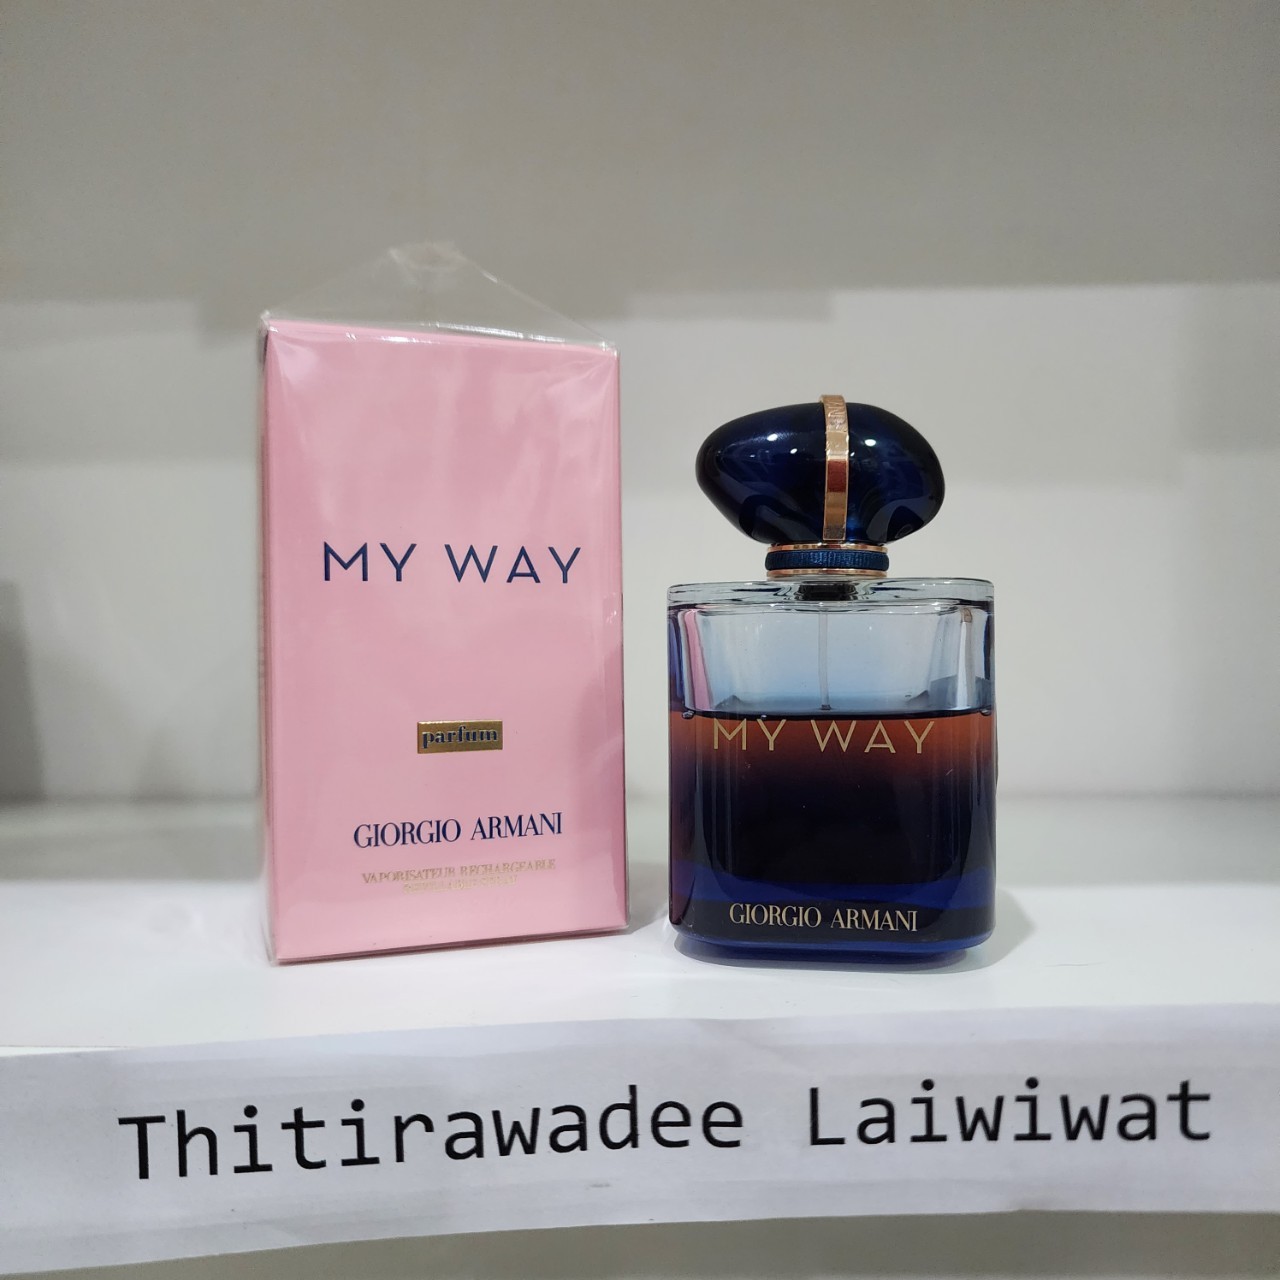 MY WAY
parfum
GIORGIO ARMANI
VAPORISATEUR RECHARGEABLE
MY WAY
GIORGIO ARMANI
Thitirawadee Laiwiwat